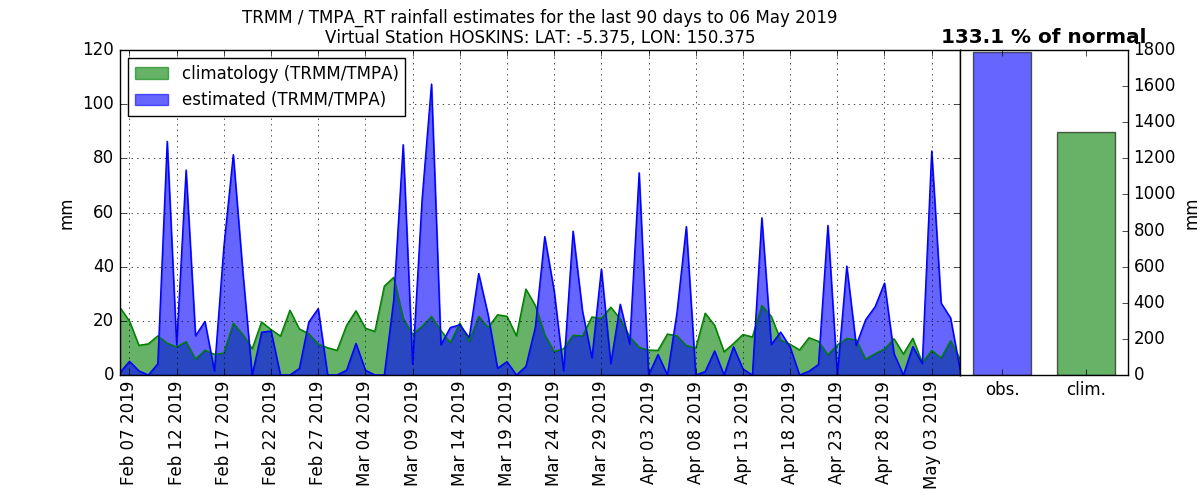 TRMM / TMPA_RT rainfall estimates for the last 90 days to 06 May 2019
Virtual Station HOSKINS: LAT: -5.375, LON: 150.375
133.1 % of normal
climatology (TRMM/TMPA)
estimated (TRMM/TMPA)
mm
120
100
80
60
40
20
0
Feb 07 2019
Feb 12 2019
Feb 17 2019
Feb 22 2019
Feb 27 2019
Mar 04 2019
Mar 09 2019
Mar 14 2019
Mar 19 2019
Mar 24 2019
Mar 29 2019
Apr 03 2019
Apr 08 2019
Apr 13 2019
Apr 18 2019
Apr 23 2019
Apr 28 2019
May 03 2019
obs.
clim.
1800
1600
1400
1200
1000
800
600
400
200
0
mm